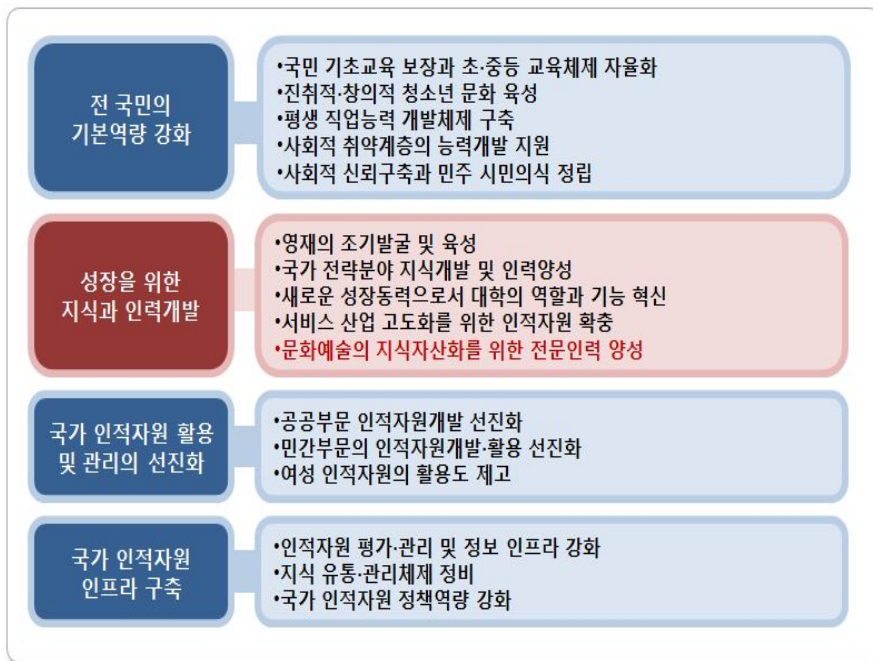 전 국민의
기본역량 강화
•국민 기초교육 보장과 초·중등 교육체제 자율화
•진취적·창의적 청소년 문화 육성
•평생 직업능력 개발체제 구축
•사회적 취약계층의 능력개발 지원
•사회적 신뢰구축과 민주 시민의식 정립
성장을 위한
지식과 인력개발
•영재의 조기발굴 및 육성
•국가 전략분야 지식개발 및 인력양성
•새로운 성장동력으로서 대학의 역할과 기능 혁신
•서비스 산업 고도화를 위한 인적자원 확충
•문화예술의 지식자산화를 위한 전문인력 양성
국가 인적자원 활용
및 관리의 선진화
•공공부문 인적자원개발 선진화
•민간부문의 인적자원개발·활용 선진화
•여성 인적자원의 활용도 제고
국가 인적자원
인프라 구축
•인적자원 평가·관리 및 정보 인프라 강화
•지식 유통·관리체제 정비
•국가 인적자원 정책역량 강화